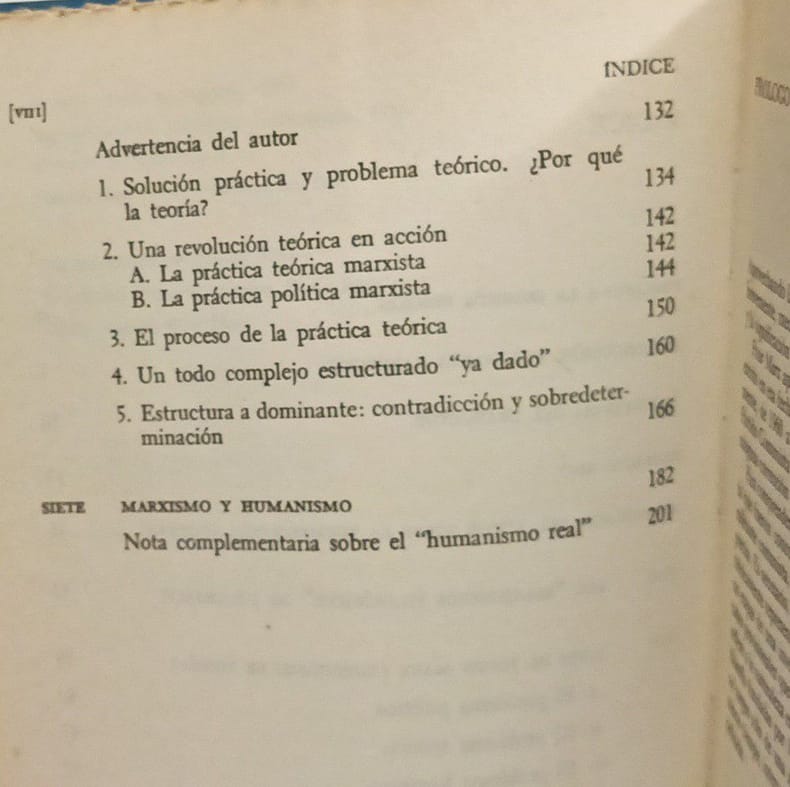 [VIII]
ÍNDICE
Advertencia del autor 132
1. Solución práctica y problema teórico. ¿Por qué
la teoría? 134
2. Una revolución teórica en acción 142
A. La práctica teórica marxista 142
B. La práctica política marxista 144
3. El proceso de la práctica teórica 150
4. Un todo complejo estructurado “ya dado” 160
5. Estructura a dominante: contradicción y sobredeter-
minación 166
SIETE MARXISMO Y HUMANISMO 182
Nota complementaria sobre el “humanismo real” 201
PROLOGO